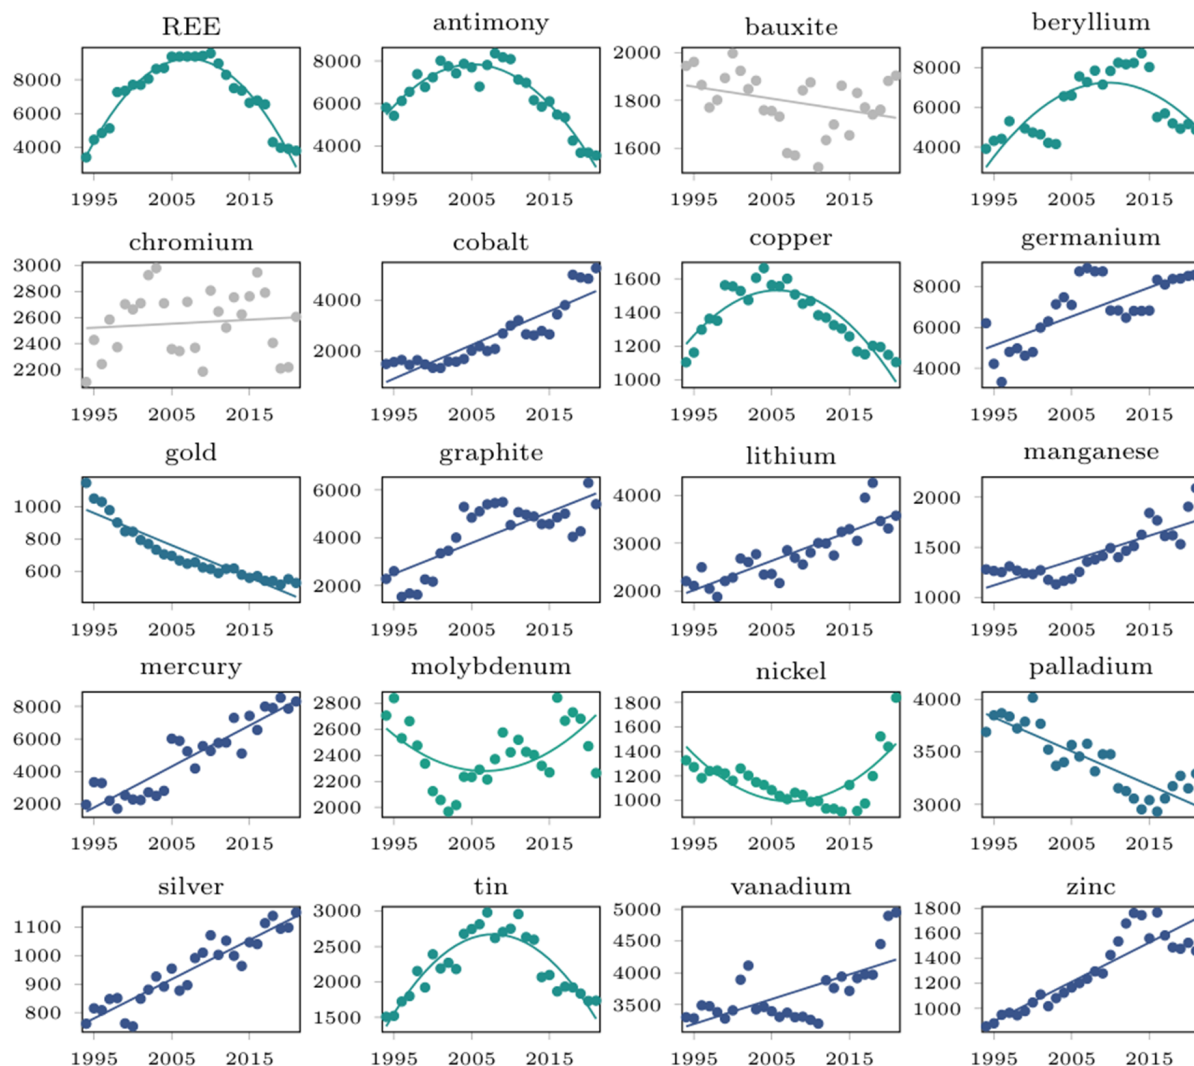 REE antimony bauxite beryllium
8000 8000 2000 8000
6000 6000 1800 6000
4000 4000 1600 4000
1995 2005 2015 1995 2005 2015 1995 2005 2015 1995 2005 2015
chromium cobalt copper germanium
3000 4000 1600 8000
2800 2000 1400 6000
2600 1200 4000
2400 1000
2200
1995 2005 2015 1995 2005 2015 1995 2005 2015 1995 2005 2015
gold graphite lithium manganese
1000 6000 4000 2000
800 4000 3000 1500
600 2000 2000 1000
1995 2005 2015 1995 2005 2015 1995 2005 2015 1995 2005 2015
mercury molybdenum nickel palladium
8000 2800 1800 4000
6000 2600 1600 3500
4000 2400 1400 3000
2000 2200 1200
2000 1000
1995 2005 2015 1995 2005 2015 1995 2005 2015 1995 2005 2015
silver tin vanadium zinc
1100 3000 5000 1800
1000 2500 4500 1600
900 2000 4000 1400
800 1500 3500 1200
1000
1995 2005 2015 1995 2005 2015 1995 2005 2015 1995 2005 2015